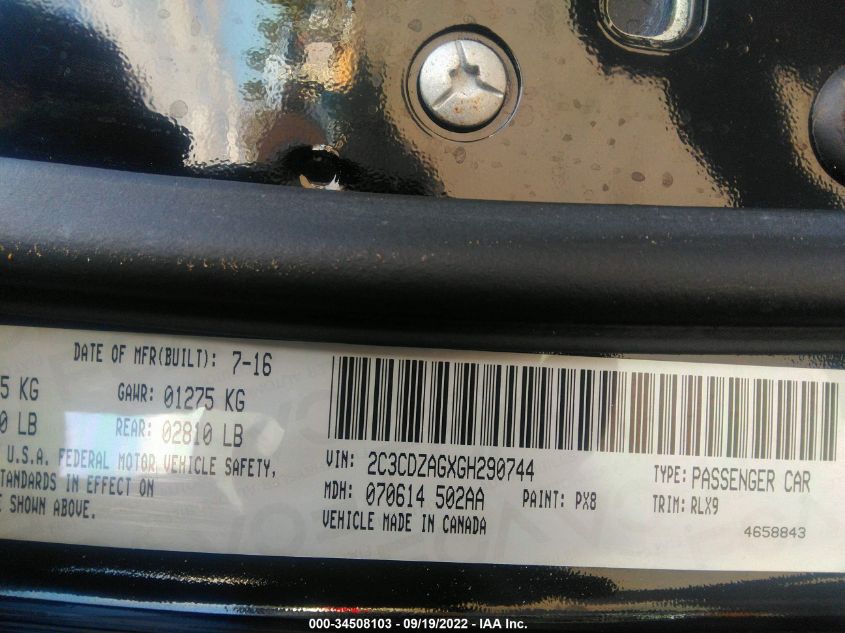 DATE OF MFR(BUILT): 7-16
5 KG GAWR: 01275 KG
0 LB REAR: 02810 LB
U.S.A. FEDERAL MOTOR VEHICLE SAFETY,
STANDARDS IN EFFECT ON
SHOWN ABOVE.
VIN: 2C3CDZAGXGH290744
TYPE: PASSENGER CAR
MDH: 070614 502AA PAINT: PX8 TRIM: RLX9
VEHICLE MADE IN CANADA
4658843
000-34508103 - 09/19/2022 - IAA Inc.